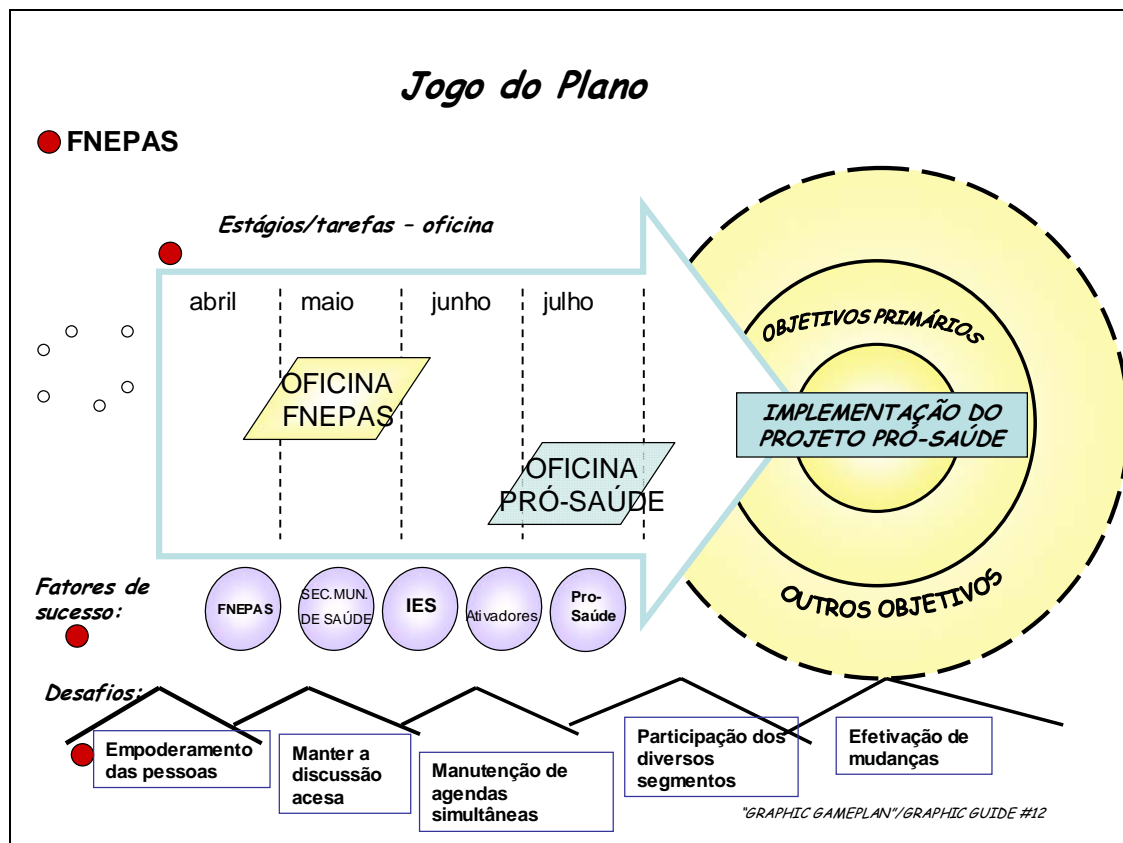 Jogo do Plano
FNEPAS
Estágios/tarefas – oficina
abril
maio
junho
julho
OFICINA
FNEPAS
OFICINA
PRÓ-SAÚDE
OBJETIVOS PRIMÁRIOS
IMPLEMENTAÇÃO DO
PROJETO PRÓ-SAÚDE
OUTROS OBJETIVOS
Fatores de
sucesso:
FNEPAS
SEC.MUN.
DE SAÚDE
IES
Ativadores
Pro-
Saúde
Desafios:
Empoderamento
das pessoas
Manter a
discussão
acesa
Manutenção de
agendas
simultâneas
Participação dos
diversos
segmentos
Efetivação de
mudanças
"GRAPHIC GAMEPLAN"/GRAPHIC GUIDE #12